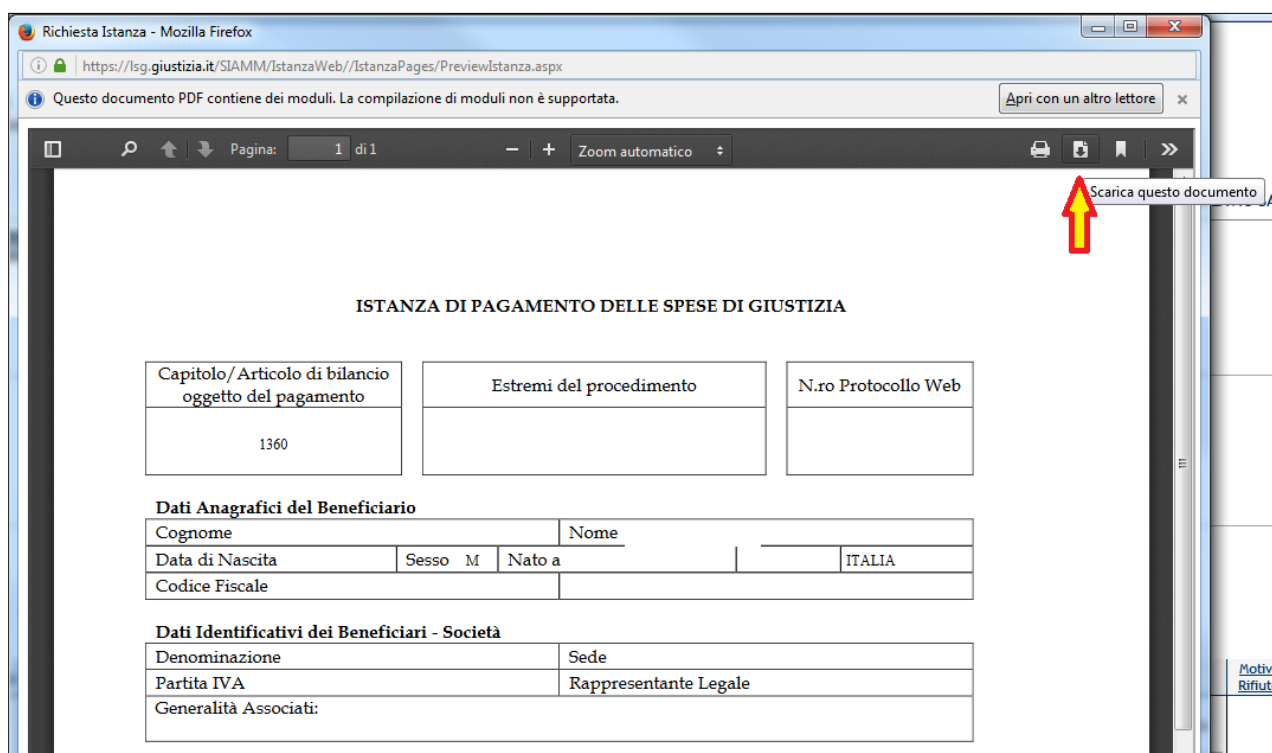 Richiesta Istanza - Mozilla Firefox
https://lsg.giustizia.it/SIAMM/IstanzaWeb//IstanzaPages/PreviewIstanza.aspx
Questo documento PDF contiene dei moduli. La compilazione di moduli non è supportata.
Apri con un altro lettore
Pagina: 1 di 1
Zoom automatico
Scarica questo documento
ISTANZA DI PAGAMENTO DELLE SPESE DI GIUSTIZIA
Capitolo/Articolo di bilancio
oggetto del pagamento
1360
Estremi del procedimento
N.ro Protocollo Web
Dati Anagrafici del Beneficiario
Cognome Nome
Data di Nascita Sesso M Nato a ITALIA
Codice Fiscale
Dati Identificativi dei Beneficiari - Società
Denominazione Sede
Partita IVA Rappresentante Legale
Generalità Associati:
Motiv
Rifiut